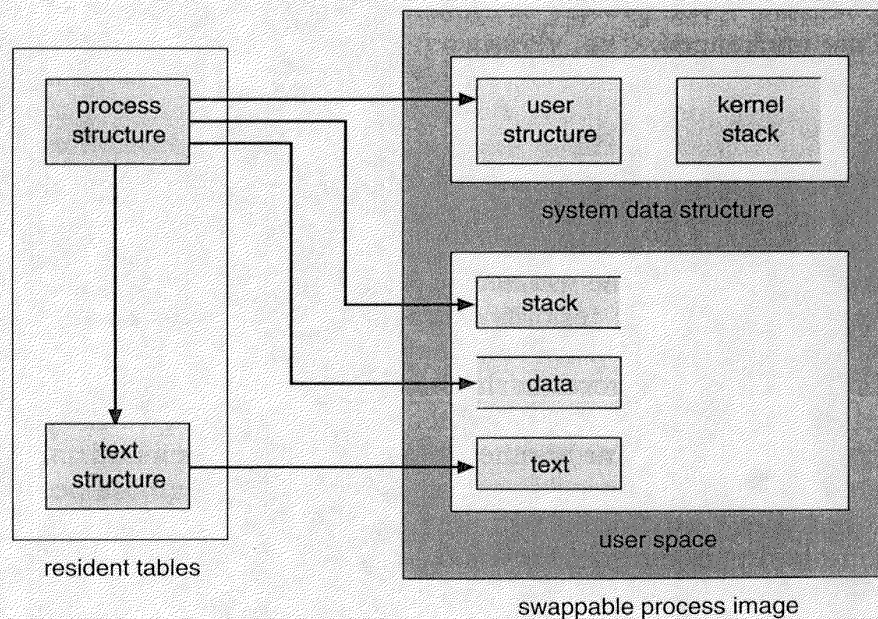 process
structure
user
structure
kernel
stack
system data structure
stack
data
text
structure
text
user space
resident tables
swappable process image